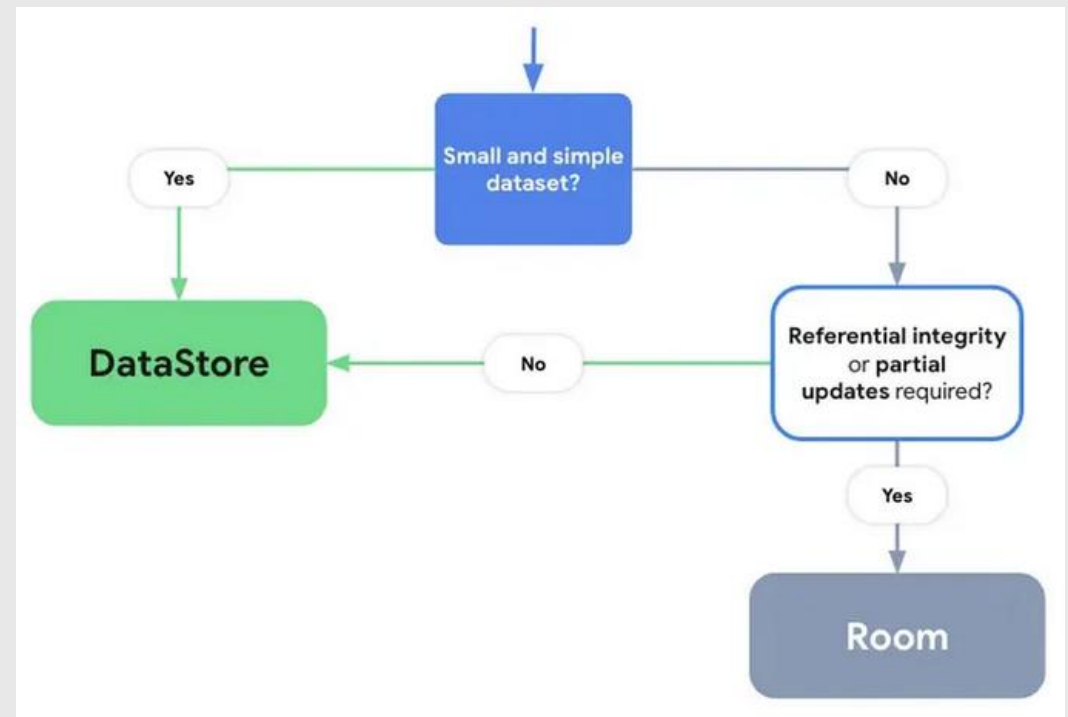 Small and simple
dataset?
Yes
No
DataStore
No
Referential integrity
or partial
updates required?
Yes
Room